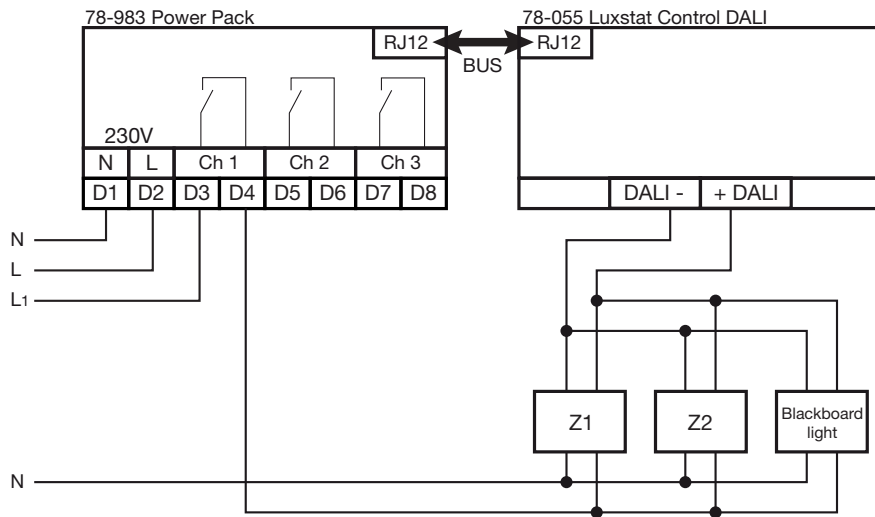 78-983 Power Pack
78-055 Luxstat Control DALI
RJ12
RJ12
BUS
230V
N L Ch 1 Ch 2 Ch 3
D1 D2 D3 D4 D5 D6 D7 D8
DALI - + DALI
N
L
L1
Z1
Z2
Blackboard
light
N